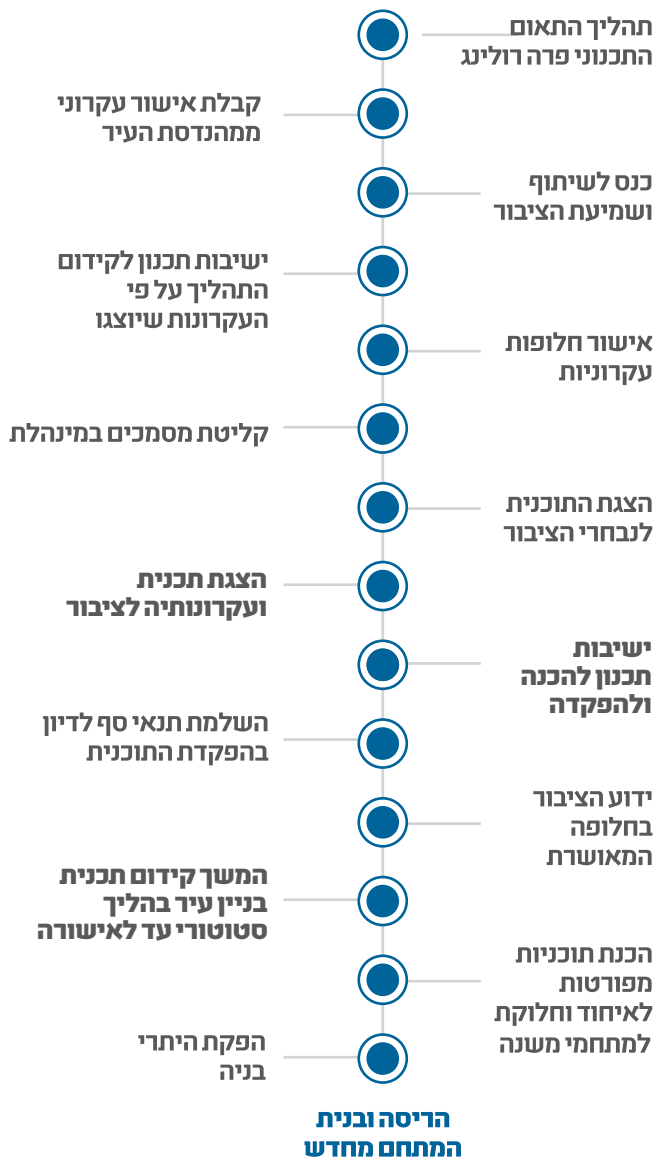 תהליך התאום
התכנוני פרה רולינג
קבלת אישור עקרוני
ממהנדסת העיר
כנס לשיתוף
ושמיעת הציבור
ישיבות תכנון לקידום
התהליך על פי
העקרונות שיוצגו
אישור חלופות
עקרוניות
קליטת מסמכים במינהלת
הצגת התוכנית
לנבחרי הציבור
הצגת תכנית
ועקרונותיה לציבור
ישיבות
תכנון להכנה
ולהפקדה
השלמת תנאי סף לדיון
בהפקדת התוכנית
ידוע הציבור
בחלופה
המאושרת
המשך קידום תכנית
בניין עיר בהליך
סטוטורי עד לאישורה
הכנת תוכניות
מפורטות
לאיחוד וחלוקת
למתחמי משנה
הפקת היתרי
בניה
הריסה ובנית
המתחם מחדש